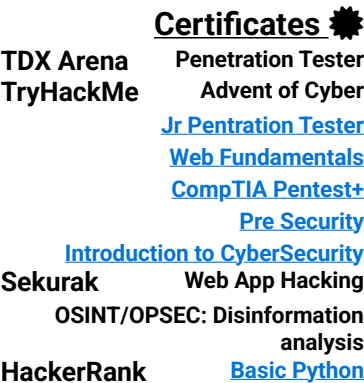 Certificates
TDX Arena Penetration Tester
TryHackMe Advent of Cyber
Jr Pentration Tester
Web Fundamentals
CompTIA Pentest+
Pre Security
Introduction to CyberSecurity
Sekurak Web App Hacking
OSINT/OPSEC: Disinformation
analysis
HackerRank Basic Python